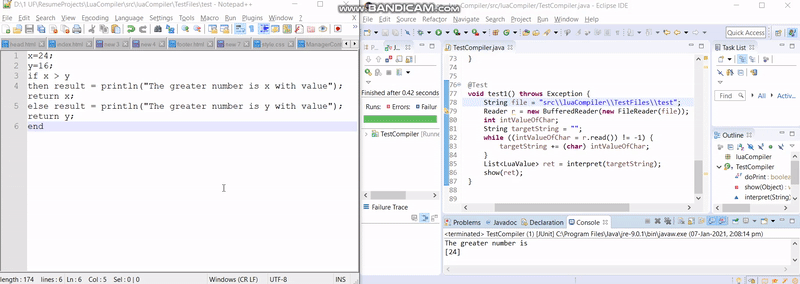 D:\1 UF\ResumeProjects\LuaCompiler\src\luaCompiler\TestFiles\test - Notepad++
File Edit Search View Encoding Language Settings Tools Macro Run Plugins Window ?
head.html index.html new 3 footer.html new 7 style.css
1 x=24;
2 y=16;
3 if x > y
4 then result = println("The greater number is x with value");
return x;
5 else result = println("The greater number is y with value");
return y;
6 end
length : 174 lines : 6 Ln : 6 Col : 5 Sel : 0 | 0 Windows (CR LF) UTF-8 INS
WWW.BANDICAM.COM
src/luaCompiler/TestCompiler.java - Eclipse IDE
File Edit Source Refactor Navigate Search Project Run Window Help
Quick Access
Finished after 0.42 seconds
Runs: Errors: Failur
TestCompiler [Runne
Failure Trace
TestCompiler.java
73 }
74
75
76 @Test
77 void test1() throws Exception {
78 String file = "src\\luaCompiler\\TestFiles\\test";
79 Reader r = new BufferedReader(new FileReader(file));
80 int intValueOfChar;
81 String targetString = "";
82 while ((intValueOfChar = r.read()) != -1) {
83 targetString += (char) intValueOfChar;
84 }
85 List<LuaValue> ret = interpret(targetString);
86 show(ret);
87 }
88
89
Task List
Find All Activ
Outline
luaCompiler
TestCompiler
doPrint : boolea
show(Object) : v
interpret(String)
Problems Javadoc Declaration Console
<terminated> TestCompiler (1) [JUnit] C:\Program Files\Java\jre-9.0.1\bin\javaw.exe (07-Jan-2021, 2:08:14 pm)
The greater number is
[24]